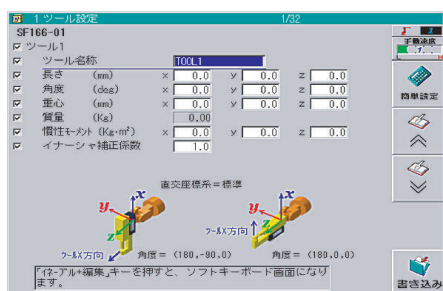 1 ツール設定 1/32
SF166-01
ツール1
ツール名称 TOOL1
長さ (mm) × 0.0 y 0.0 z 0.0
角度 (deg) × 0.0 y 0.0 z 0.0
重心 (mm) × 0.0 y 0.0 z 0.0
質量 (Kg) 0.00
慣性モーメント (Kg·m²) × 0.0 y 0.0 z 0.0
イナーシャ補正係数 1.0
直交座標系=標準
x
y
z
ツールX方向
角度= (180,-90.0)
x
y
z
ツールX方向
角度= (180.0.0)
「イネーブル+編集」キーを押すと、ソフトキーボード画面になり
ます。
手動速度
簡単設定
書き込み